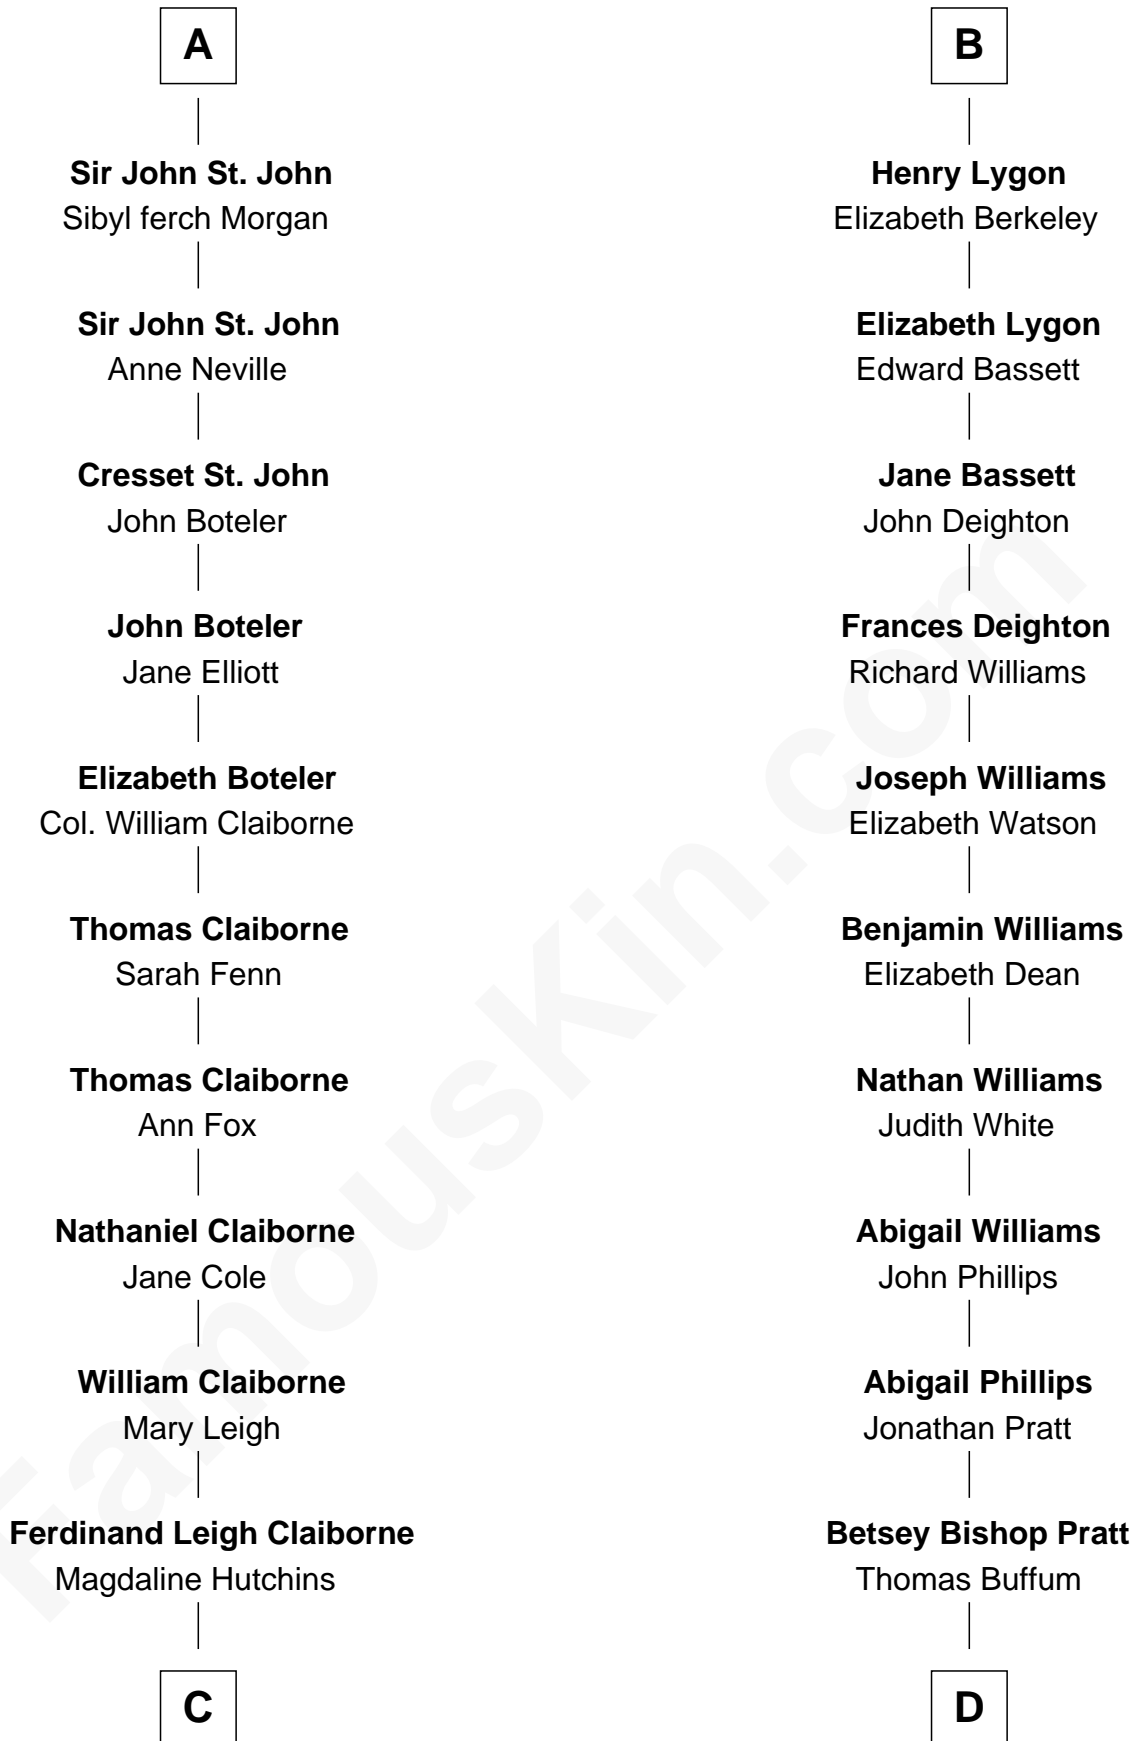 A
Sir John St. John
Sibyl ferch Morgan
Sir John St. John
Anne Neville
Cresset St. John
John Boteler
John Boteler
Jane Elliott
Elizabeth Boteler
Col. William Claiborne
Thomas Claiborne
Sarah Fenn
Thomas Claiborne
Ann Fox
Nathaniel Claiborne
Jane Cole
William Claiborne
Mary Leigh
Ferdinand Leigh Claiborne
Magdaline Hutchins
C
B
Henry Lygon
Elizabeth Berkeley
Elizabeth Lygon
Edward Bassett
Jane Bassett
John Deighton
Frances Deighton
Richard Williams
Joseph Williams
Elizabeth Watson
Benjamin Williams
Elizabeth Dean
Nathan Williams
Judith White
Abigail Williams
John Phillips
Abigail Phillips
Jonathan Pratt
Betsey Bishop Pratt
Thomas Buffum
D
FamousKin.com